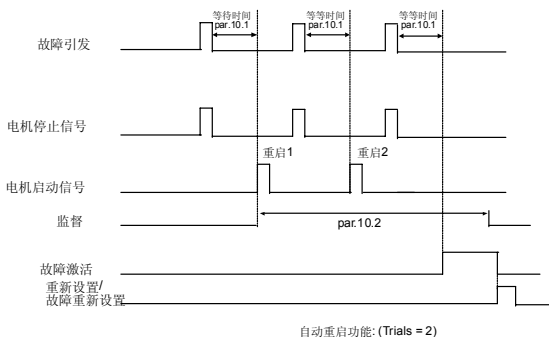 等待时间 等等时间 等等时间
par.10.1 par.10.1 par.10.1
故障引发
电机停止信号
重启1 重启2
电机启动信号
监督
par.10.2
故障激活
重新设置/
故障重新设置
自动重启功能: (Trials = 2)